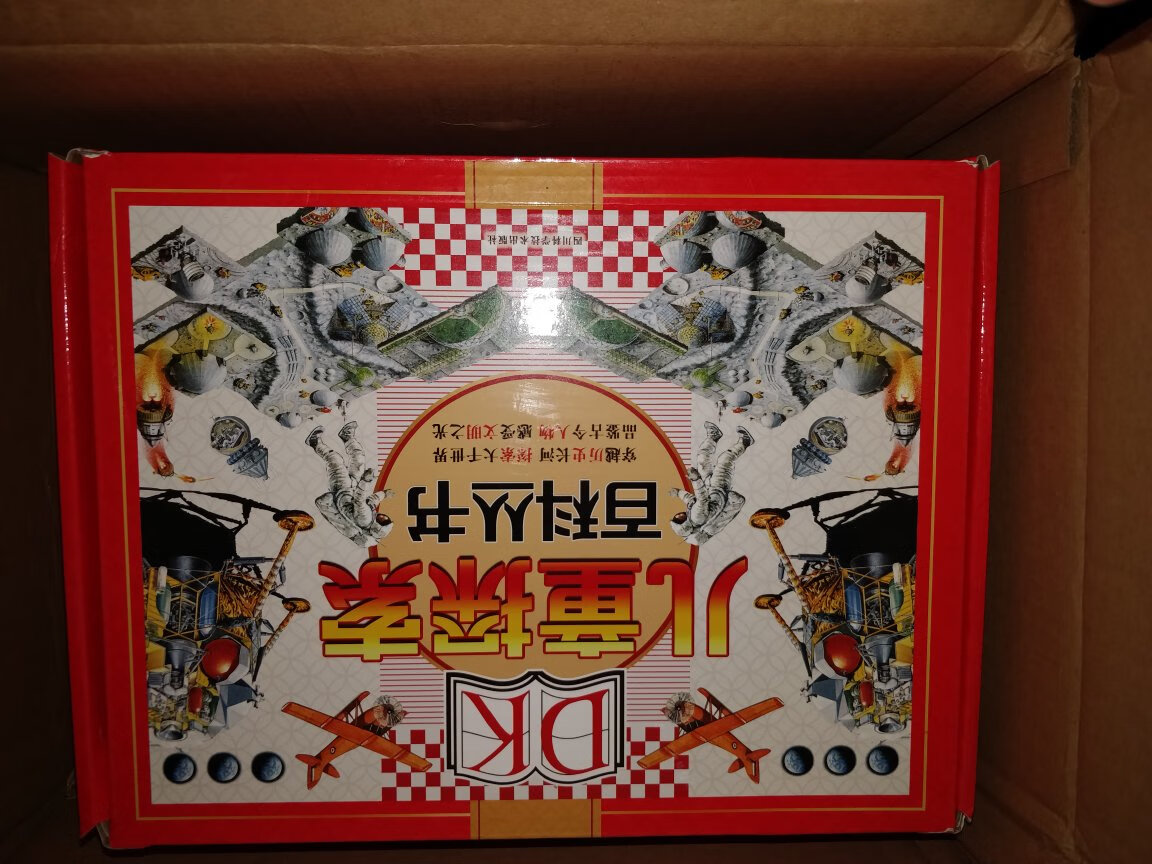 DK
儿童探索
百科丛书
穿越历史长河 探索大千世界
品鉴古今人物 感受文明之光
四川科学技术出版社